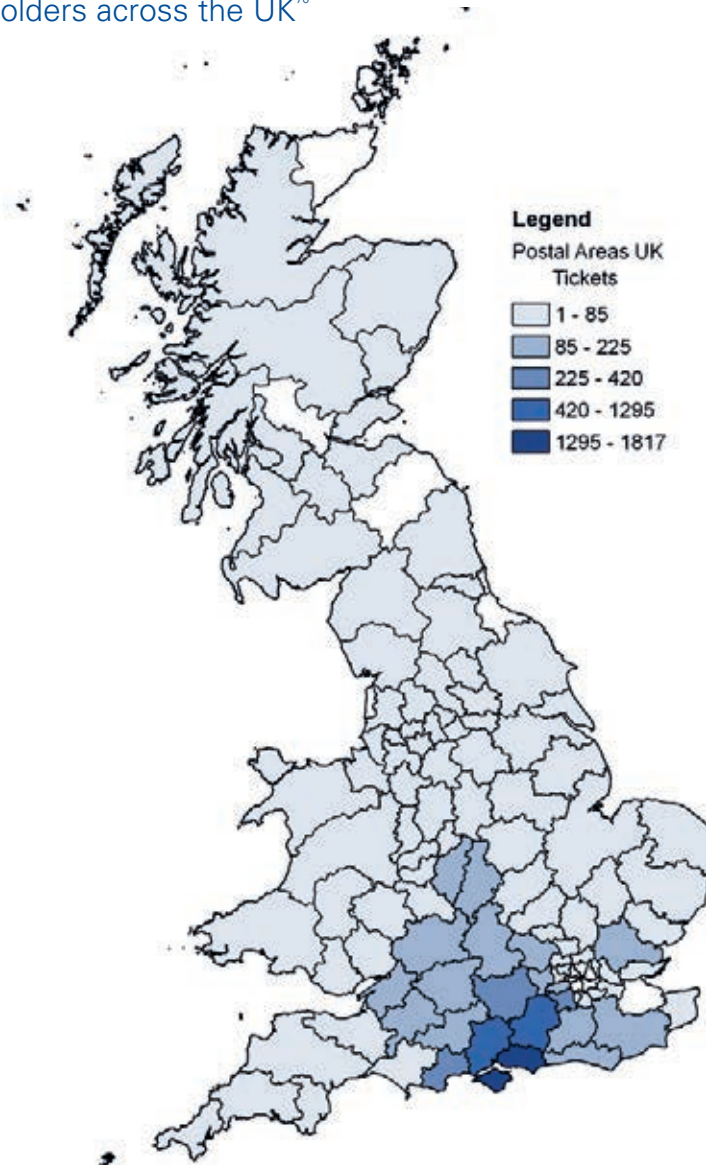 olders across the UK
Legend
Postal Areas UK
Tickets
1 - 85
85 - 225
225 - 420
420 - 1295
1295 - 1817